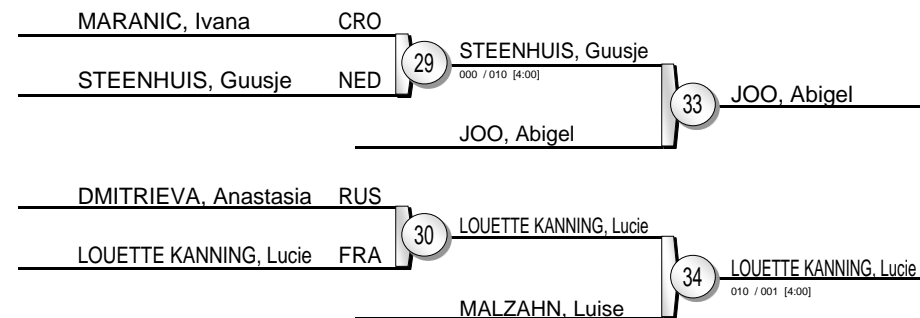 MARANIC, Ivana CRO
STEENHUIS, Guusje
29
000 / 010 [4:00]
STEENHUIS, Guusje NED
JOO, Abigel
33
JOO, Abigel
DMITRIEVA, Anastasia RUS
LOUETTE KANNING, Lucie
30
LOUETTE KANNING, Lucie FRA
LOUETTE KANNING, Lucie
34
010 / 001 [4:00]
MALZAHN, Luise